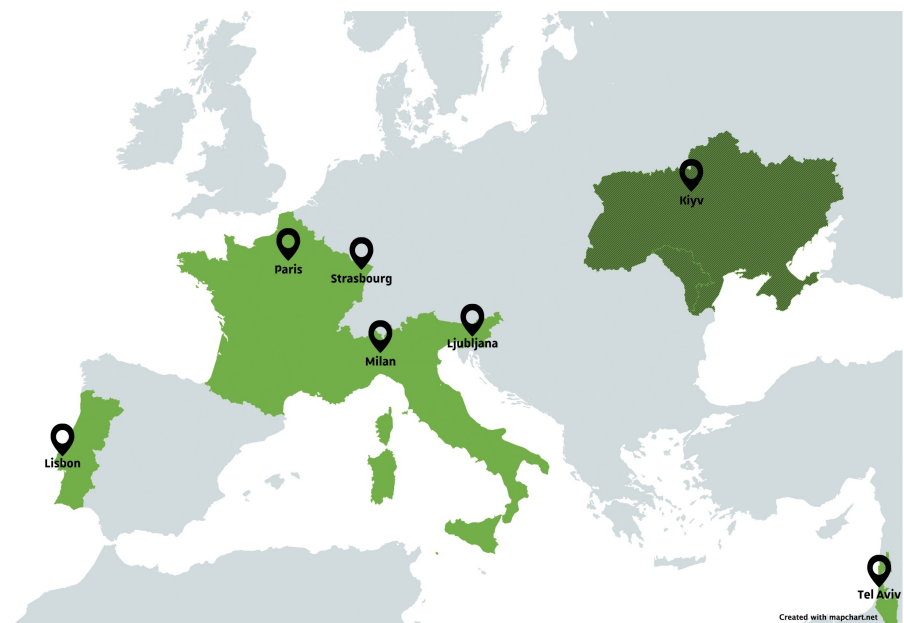 Kiyv
Paris
Strasbourg
Ljubljana
Milan
Lisbon
Tel Aviv
Created with mapchart.net